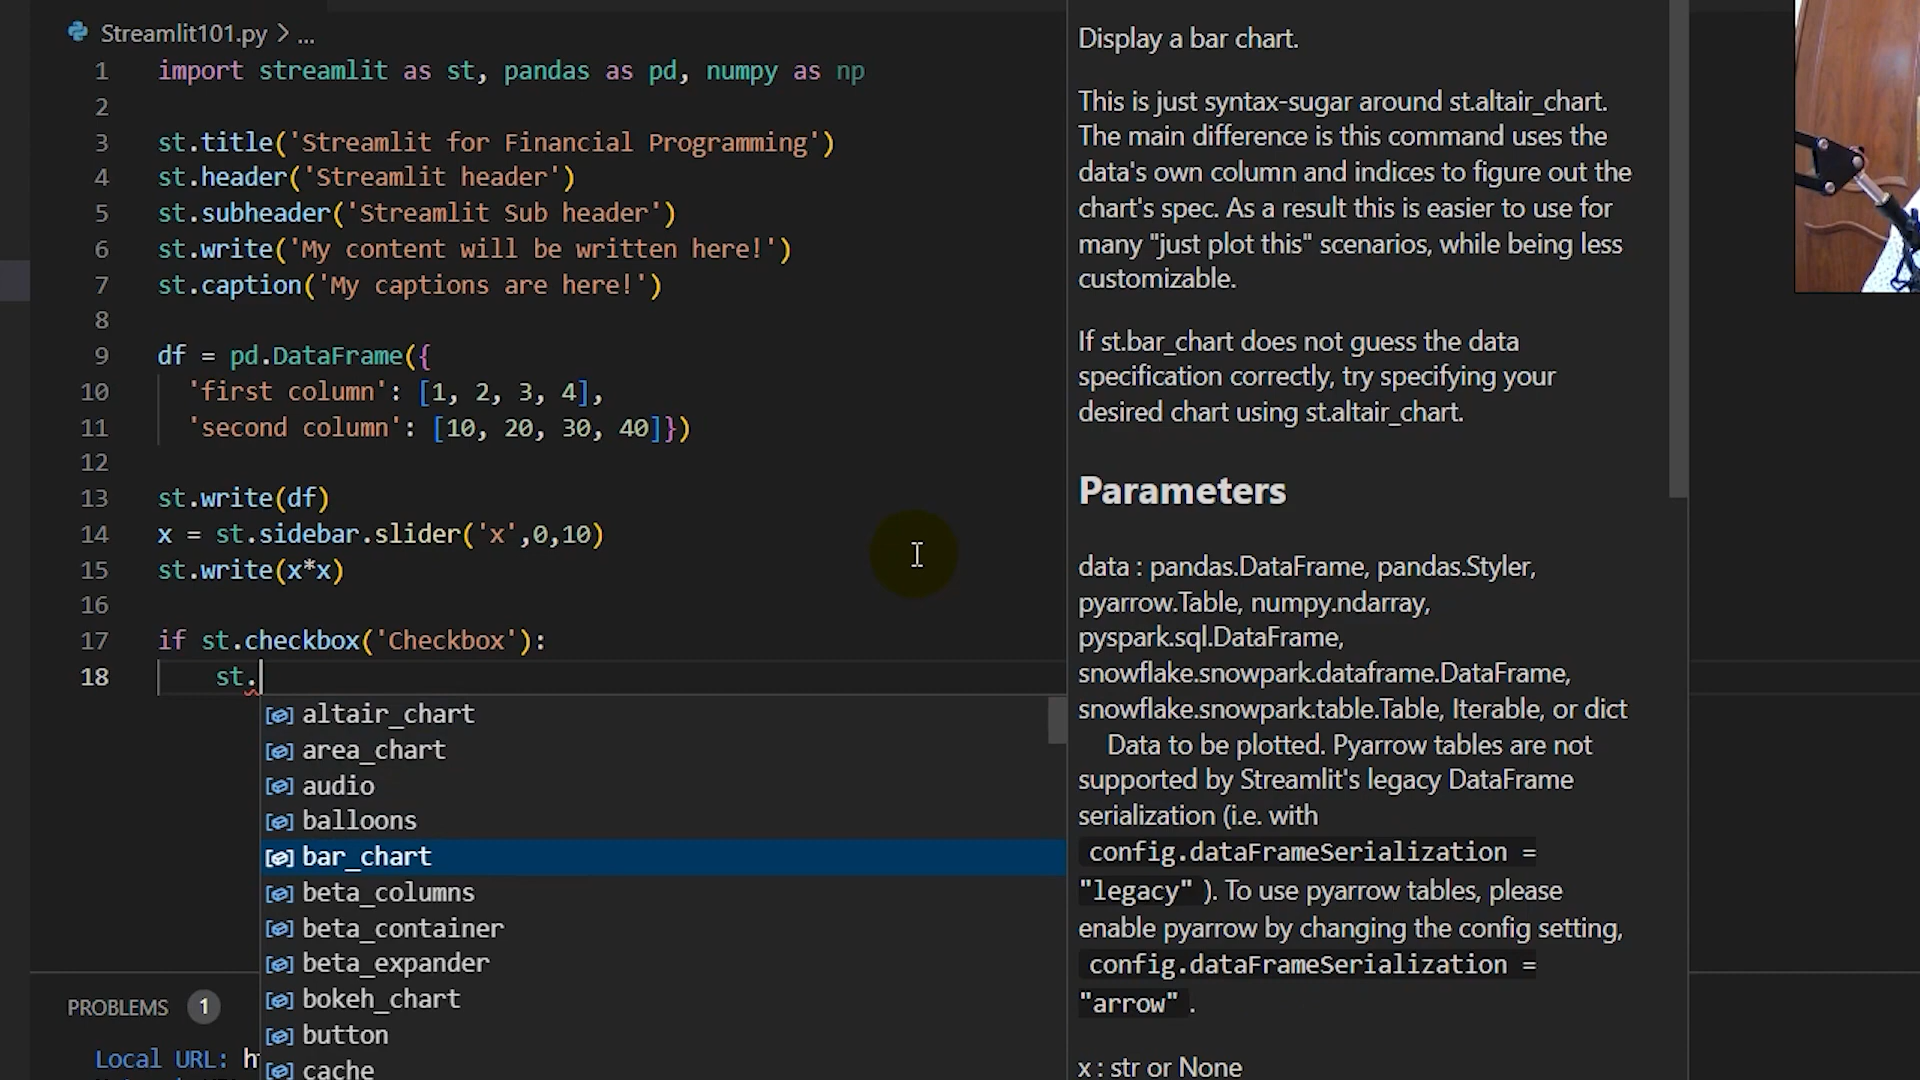 Streamlit101.py > ...
1 import streamlit as st, pandas as pd, numpy as np
2
3 st.title('Streamlit for Financial Programming')
4 st.header('Streamlit header')
5 st.subheader('Streamlit Sub header')
6 st.write('My content will be written here!')
7 st.caption('My captions are here!')
8
9 df = pd.DataFrame({
10 'first column': [1, 2, 3, 4],
11 'second column': [10, 20, 30, 40]})
12
13 st.write(df)
14 x = st.sidebar.slider('x',0,10)
15 st.write(x*x)
16
17 if st.checkbox('Checkbox'):
18 st.
altair_chart
area_chart
audio
balloons
bar_chart
beta_columns
beta_container
beta_expander
bokeh_chart
button
cache
PROBLEMS 1
Local URL:
Display a bar chart.
This is just syntax-sugar around st.altair_chart.
The main difference is this command uses the
data's own column and indices to figure out the
chart's spec. As a result this is easier to use for
many "just plot this" scenarios, while being less
customizable.
If st.bar_chart does not guess the data
specification correctly, try specifying your
desired chart using st.altair_chart.
Parameters
data : pandas.DataFrame, pandas.Styler,
pyarrow.Table, numpy.ndarray,
pyspark.sql.DataFrame,
snowflake.snowpark.dataframe.DataFrame,
snowflake.snowpark.table.Table, Iterable, or dict
Data to be plotted. Pyarrow tables are not
supported by Streamlit's legacy DataFrame
serialization (i.e. with
config.dataFrameSerialization =
"legacy" ). To use pyarrow tables, please
enable pyarrow by changing the config setting,
config.dataFrameSerialization =
"arrow" .
x : str or None